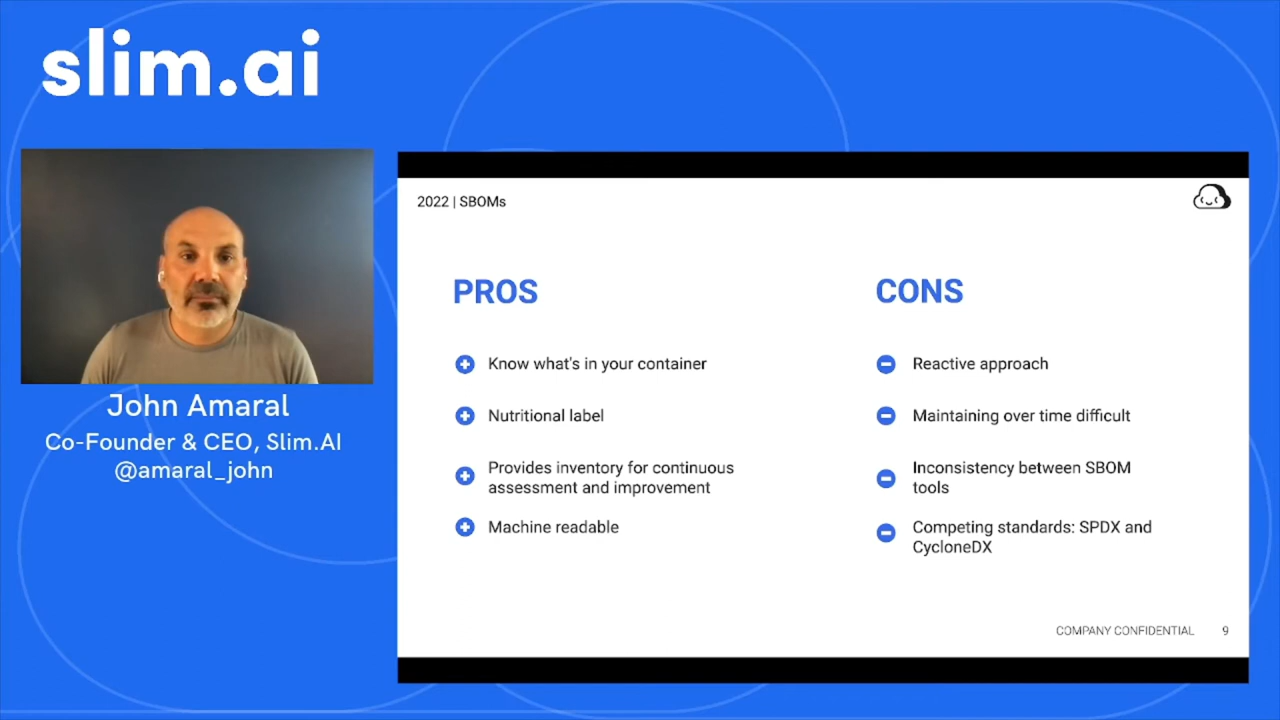 slim.ai
John Amaral
Co-Founder & CEO, Slim.AI
@amaral_john
2022 | SBOMs
PROS
Know what's in your container
Nutritional label
Provides inventory for continuous
assessment and improvement
Machine readable
CONS
Reactive approach
Maintaining over time difficult
Inconsistency between SBOM
tools
Competing standards: SPDX and
CycloneDX
COMPANY CONFIDENTIAL 9